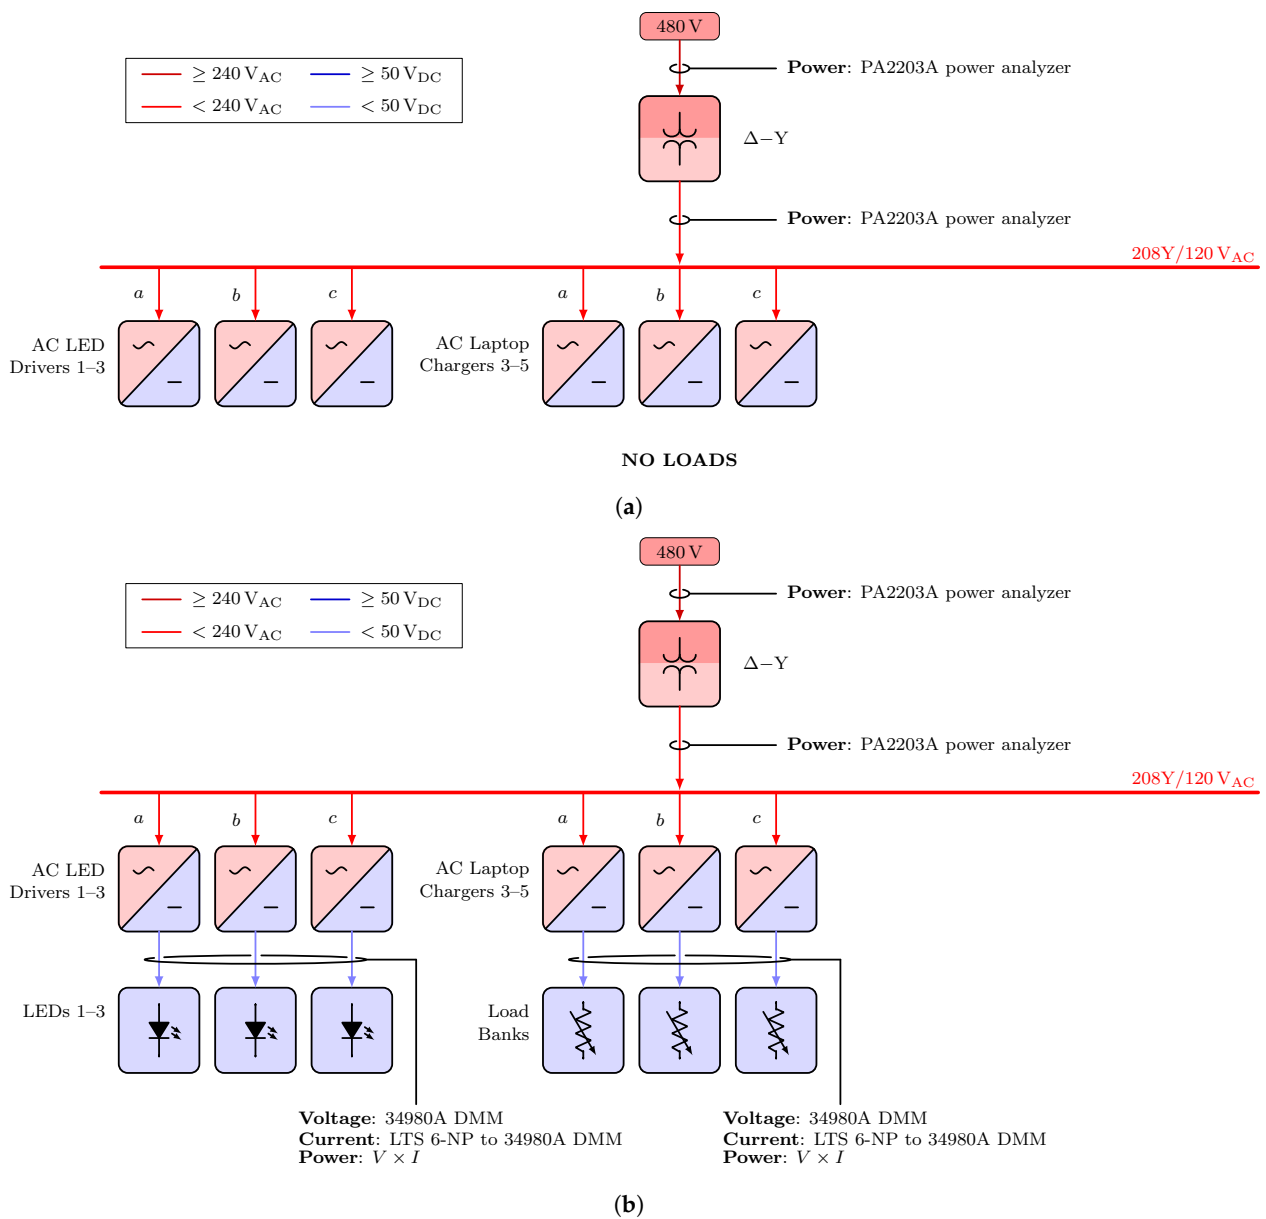 480 V
≥ 240 V_AC
≥ 50 V_DC
< 240 V_AC
< 50 V_DC
Power: PA2203A power analyzer
Δ−Y
Power: PA2203A power analyzer
208Y/120 V_AC
a
b
c
a
b
c
AC LED
Drivers 1–3
AC Laptop
Chargers 3–5
NO LOADS
(a)
480 V
≥ 240 V_AC
≥ 50 V_DC
< 240 V_AC
< 50 V_DC
Power: PA2203A power analyzer
Δ−Y
Power: PA2203A power analyzer
208Y/120 V_AC
a
b
c
a
b
c
AC LED
Drivers 1–3
AC Laptop
Chargers 3–5
LEDs 1–3
Load
Banks
Voltage: 34980A DMM
Current: LTS 6-NP to 34980A DMM
Power: V × I
Voltage: 34980A DMM
Current: LTS 6-NP to 34980A DMM
Power: V × I
(b)